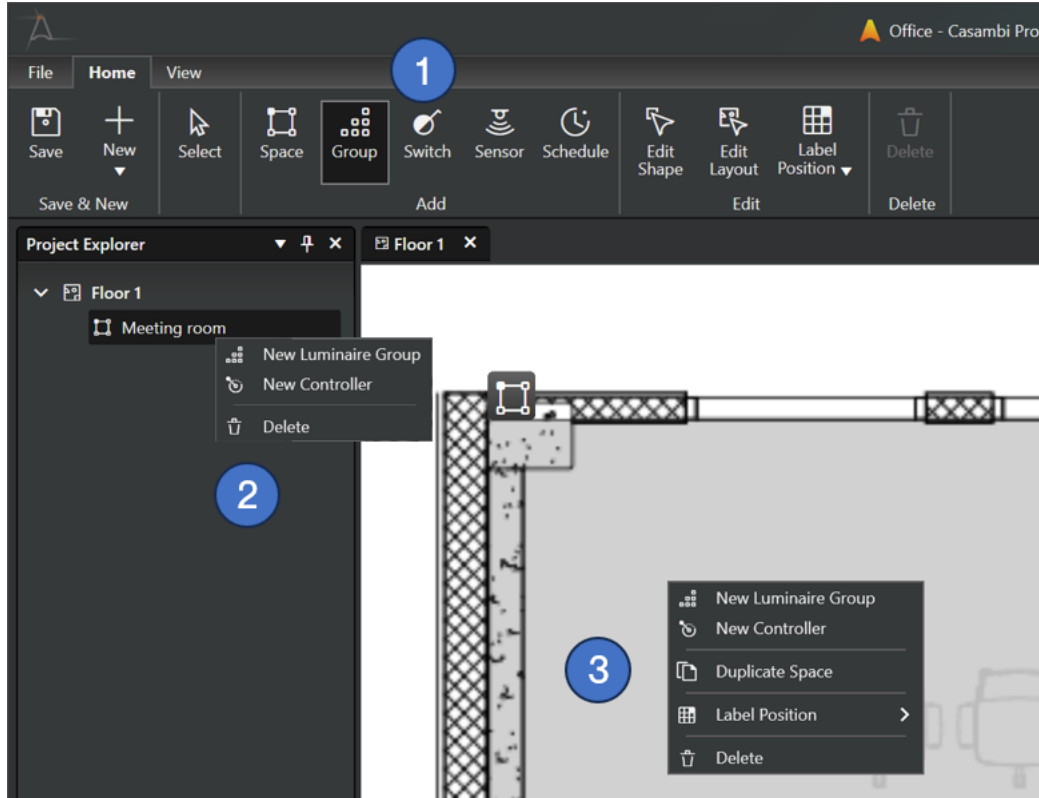 Office - Casambi Pro
File Home View
1
Save New Select Space Group Switch Sensor Schedule Edit Shape Edit Layout Label Position Delete
Save & New Add Edit Delete
Project Explorer
Floor 1
Floor 1
Meeting room
New Luminaire Group
New Controller
Delete
2
New Luminaire Group
New Controller
Duplicate Space
Label Position
Delete
3